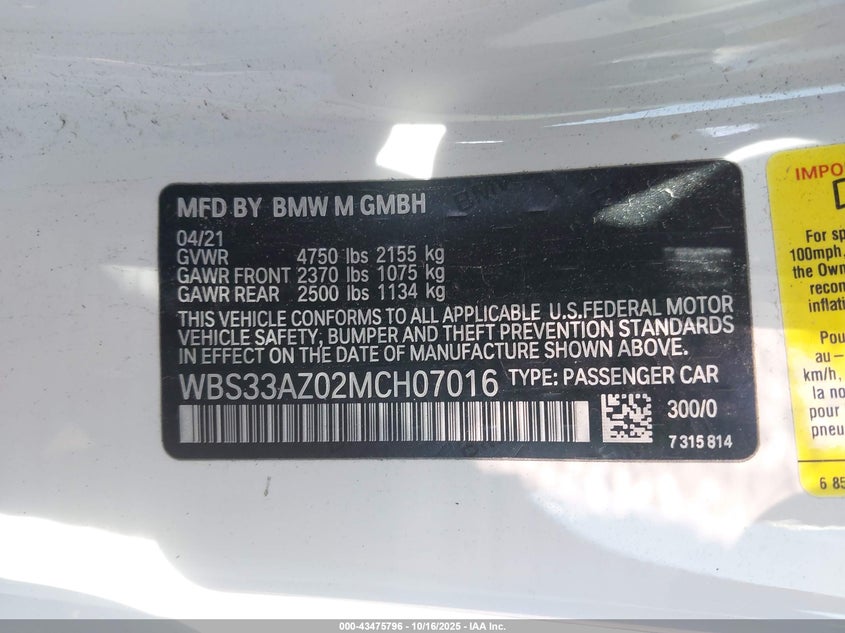 MFD BY BMW M GMBH
04/21
GVWR 4750 lbs 2155 kg
GAWR FRONT 2370 lbs 1075 kg
GAWR REAR 2500 lbs 1134 kg
THIS VEHICLE CONFORMS TO ALL APPLICABLE U.S.FEDERAL MOTOR
VEHICLE SAFETY, BUMPER AND THEFT PREVENTION STANDARDS
IN EFFECT ON THE DATE OF MANUFACTURE SHOWN ABOVE.
WBS33AZ02MCH07016 TYPE: PASSENGER CAR
300/0
7 315 814
IMPO
For sp
100mph,
the Own
recom
inflati
Pou
au–
km/h,
la no
pour
pneu
6 85
000-43475796 - 10/16/2025 - IAA Inc.